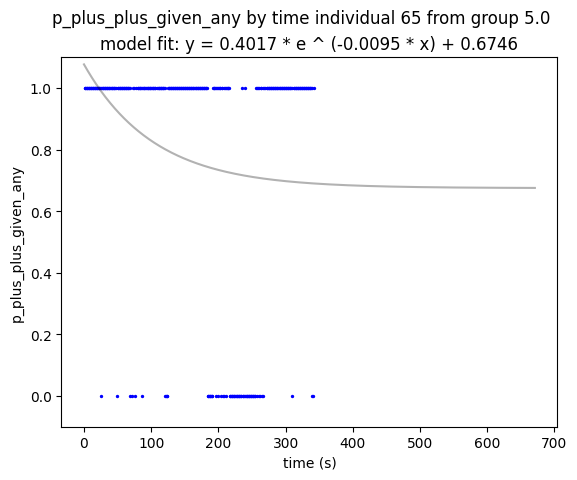 p_plus_plus_given_any by time individual 65 from group 5.0
model fit: y = 0.4017 * e ^ (-0.0095 * x) + 0.6746
p_plus_plus_given_any
1.0
0.8
0.6
0.4
0.2
0.0
0 100 200 300 400 500 600 700
time (s)